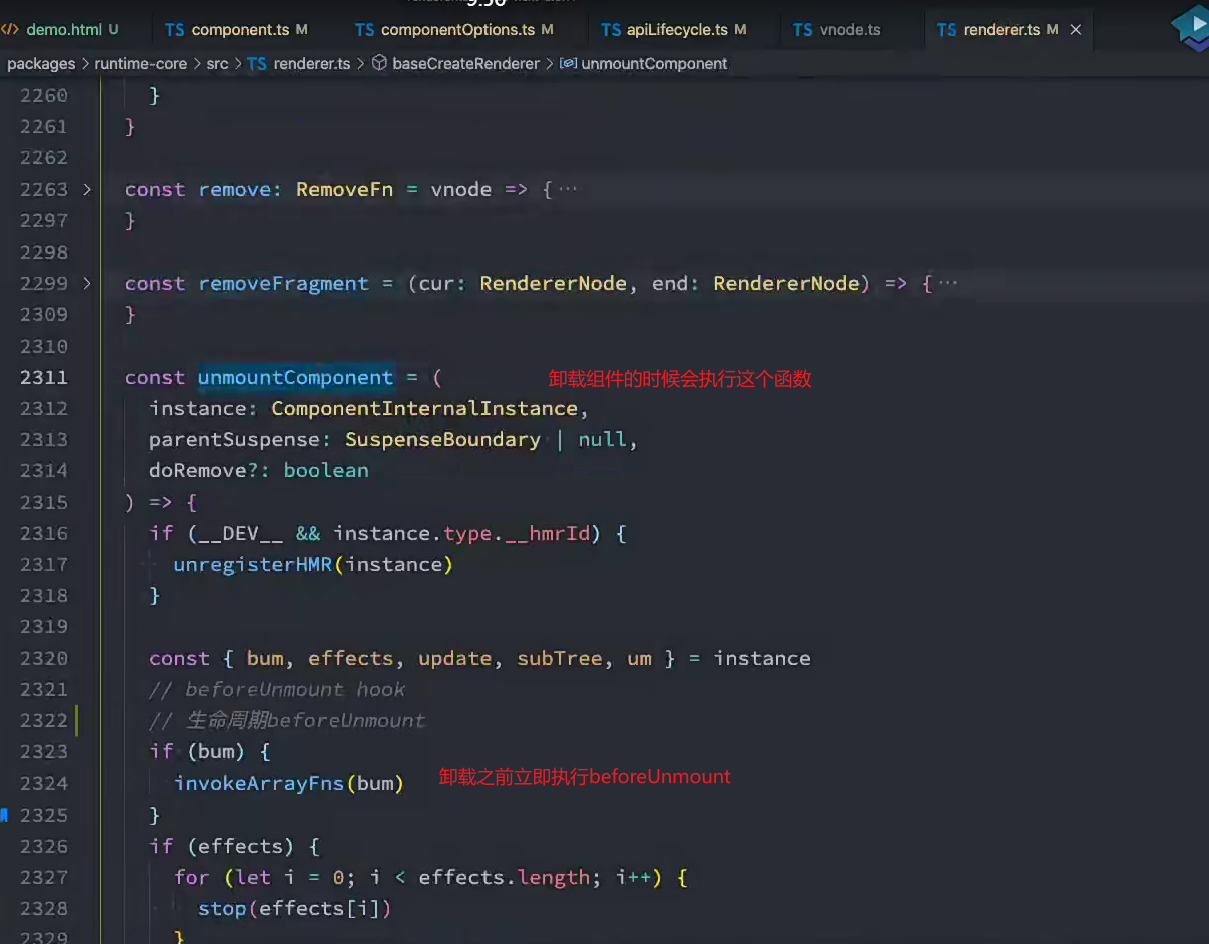 9:50
demo.html U TS component.ts M TS componentOptions.ts M TS apiLifecycle.ts M TS vnode.ts TS renderer.ts M ×
packages > runtime-core > src > TS renderer.ts > baseCreateRenderer > unmountComponent
2260 }
2261 }
2262
2263 > const remove: RemoveFn = vnode => { ···
2297 }
2298
2299 > const removeFragment = (cur: RendererNode, end: RendererNode) => { ···
2309 }
2310
2311 const unmountComponent = ( 卸载组件的时候会执行这个函数
2312 instance: ComponentInternalInstance,
2313 parentSuspense: SuspenseBoundary | null,
2314 doRemove?: boolean
2315 ) => {
2316 if (__DEV__ && instance.type.__hmrId) {
2317 unregisterHMR(instance)
2318 }
2319
2320 const { bum, effects, update, subTree, um } = instance
2321 // beforeUnmount hook
2322 // 生命周期beforeUnmount
2323 if (bum) {
2324 invokeArrayFns(bum) 卸载之前立即执行beforeUnmount
2325 }
2326 if (effects) {
2327 for (let i = 0; i < effects.length; i++) {
2328 stop(effects[i])
2329 }